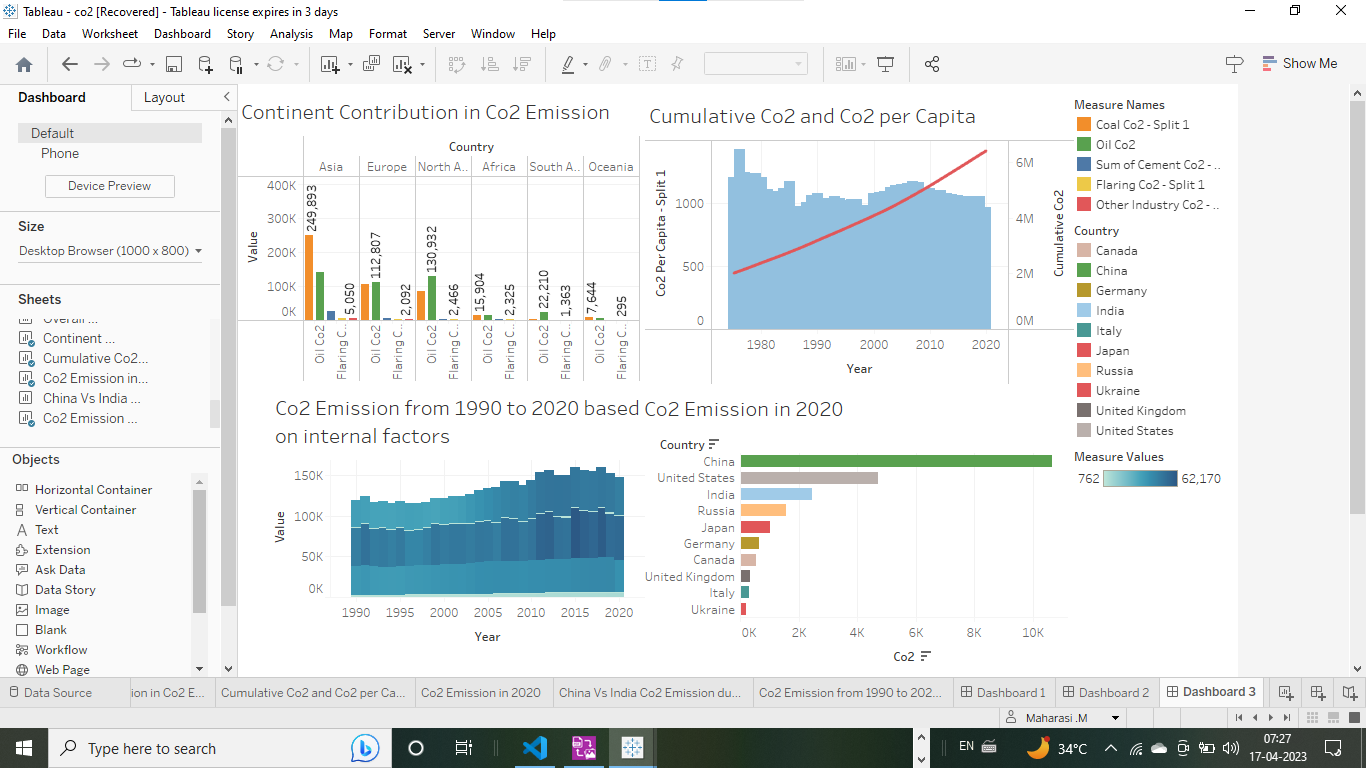 Tableau - co2 [Recovered] - Tableau license expires in 3 days
File Data Worksheet Dashboard Story Analysis Map Format Server Window Help
Show Me
Dashboard Layout
Default
Phone
Device Preview
Size
Desktop Browser (1000 x 800)
Sheets
Overall ...
Continent ...
Cumulative Co2...
Co2 Emission in...
China Vs India ...
Co2 Emission ...
Objects
Horizontal Container
Vertical Container
Text
Extension
Ask Data
Data Story
Image
Blank
Workflow
Web Page
Continent Contribution in Co2 Emission
Country
Asia Europe North A.. Africa South A.. Oceania
Value
400K
300K
200K
100K
0K
249,893
5,050
112,807
2,092
130,932
2,466
15,904
2,325
22,210
1,363
7,644
295
Oil Co2 Flaring C.. Oil Co2 Flaring C.. Oil Co2 Flaring C.. Oil Co2 Flaring C.. Oil Co2 Flaring C.. Oil Co2 Flaring C..
Cumulative Co2 and Co2 per Capita
Co2 Per Capita - Split 1
1000
500
0
6M
4M
2M
0M
Cumulative Co2
1980 1990 2000 2010 2020
Year
Co2 Emission from 1990 to 2020 based
on internal factors
Value
150K
100K
50K
0K
1990 1995 2000 2005 2010 2015 2020
Year
Co2 Emission in 2020
Country
China
United States
India
Russia
Japan
Germany
Canada
United Kingdom
Italy
Ukraine
0K 2K 4K 6K 8K 10K
Co2
Measure Names
Coal Co2 - Split 1
Oil Co2
Sum of Cement Co2 - ..
Flaring Co2 - Split 1
Other Industry Co2 - ..
Country
Canada
China
Germany
India
Italy
Japan
Russia
Ukraine
United Kingdom
United States
Measure Values
762 62,170
Data Source ion in Co2 E... Cumulative Co2 and Co2 per Ca... Co2 Emission in 2020 China Vs India Co2 Emission du... Co2 Emission from 1990 to 202... Dashboard 1 Dashboard 2 Dashboard 3
Maharasi .M
Type here to search
EN
34°C
07:27
17-04-2023